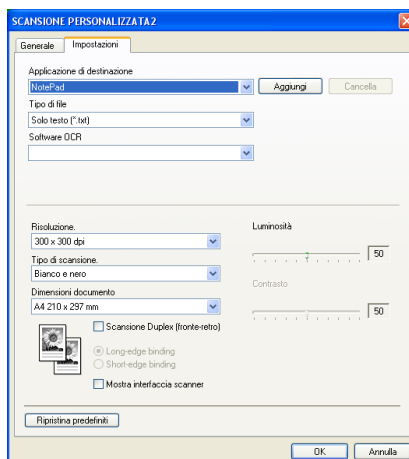 SCANSIONE PERSONALIZZATA 2
Generale Impostazioni
Applicazione di destinazione
NotePad Aggiungi Cancella
Tipo di file
Solo testo (*.txt)
Software OCR
Risoluzione. Luminosità
300 x 300 dpi 50
Tipo di scansione.
Bianco e nero
Contrasto
Dimensioni documento
A4 210 x 297 mm 50
Scansione Duplex (fronte-retro)
Long-edge binding
Short-edge binding
Mostra interfaccia scanner
Ripristina predefiniti
OK Annulla